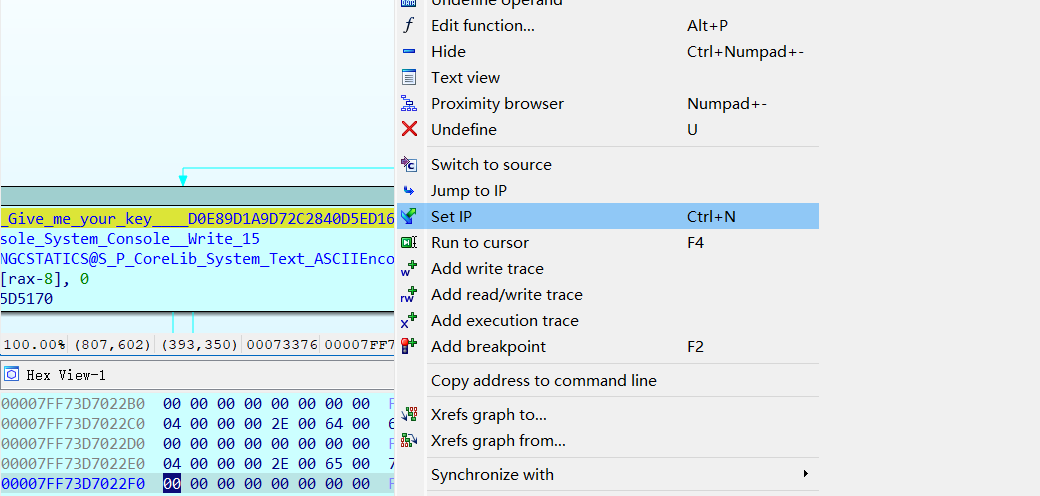 Undefine operand
Edit function... Alt+P
Hide Ctrl+Numpad+-
Text view
Proximity browser Numpad+-
Undefine U
Switch to source
Jump to IP
Set IP Ctrl+N
Run to cursor F4
Add write trace
Add read/write trace
Add execution trace
Add breakpoint F2
Copy address to command line
Xrefs graph to...
Xrefs graph from...
Synchronize with
_Give_me_your_key____D0E89D1A9D72C2840D5ED16
sole_System_Console__Write_15
NGCSTATICS@S_P_CoreLib_System_Text_ASCIIEnco
[rax-8], 0
5D5170
100.00% (807,602) (393,350) 00073376 00007FF7
Hex View-1
00007FF73D7022B0 00 00 00 00 00 00 00 00
00007FF73D7022C0 04 00 00 00 2E 00 64 00
00007FF73D7022D0 00 00 00 00 00 00 00 00
00007FF73D7022E0 04 00 00 00 2E 00 65 00
00007FF73D7022F0 00 00 00 00 00 00 00 00